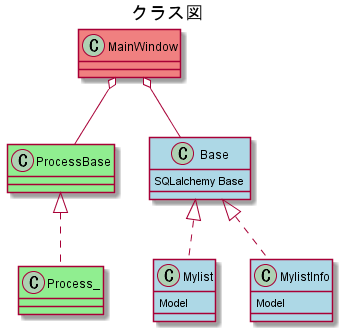 クラス図
C MainWindow
C ProcessBase
C Base
SQLalchemy Base
C Process_
C Mylist
Model
C MylistInfo
Model